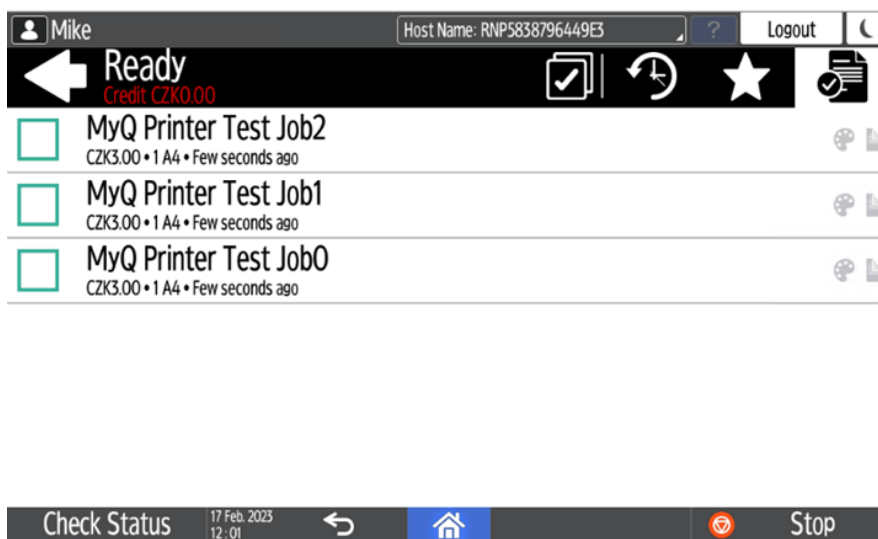 Mike
Host Name: RNP5838796449E3
?
Logout
Ready
Credit CZK0.00
MyQ Printer Test Job2
CZK3.00 • 1 A4 • Few seconds ago
MyQ Printer Test Job1
CZK3.00 • 1 A4 • Few seconds ago
MyQ Printer Test Job0
CZK3.00 • 1 A4 • Few seconds ago
Check Status
17 Feb. 2023
12 : 01
Stop